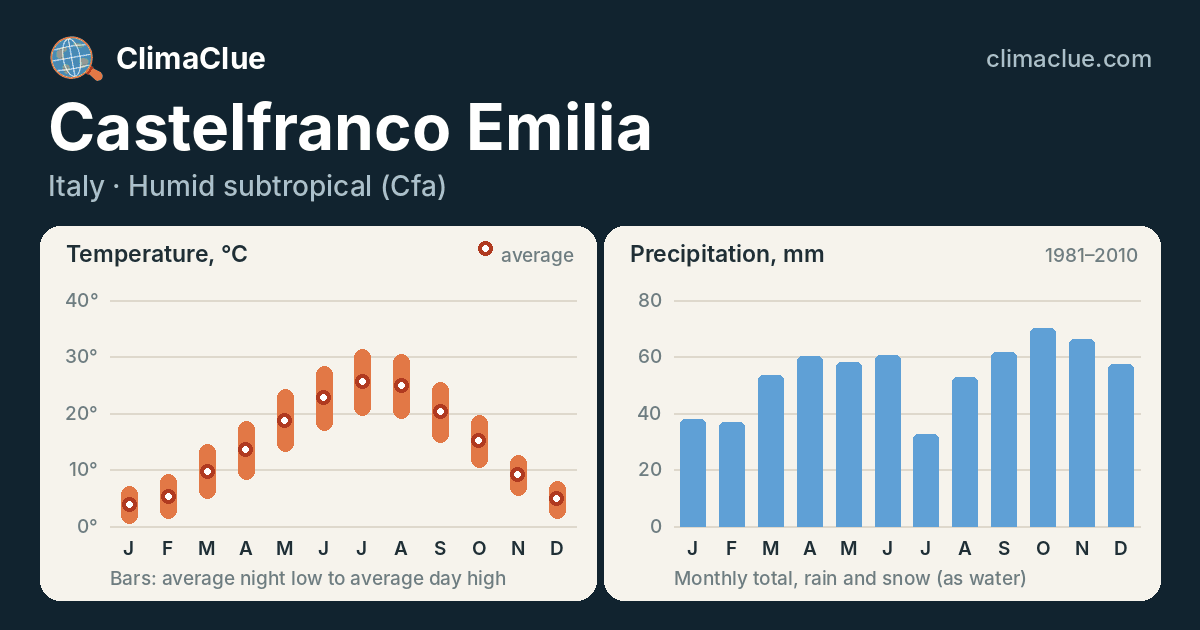 ClimaClue
climaclue.com
Castelfranco Emilia
Italy · Humid subtropical (Cfa)
Temperature, °C
average
40°
30°
20°
10°
0°
J F M A M J J A S O N D
Bars: average night low to average day high
Precipitation, mm
1981–2010
80
60
40
20
0
J F M A M J J A S O N D
Monthly total, rain and snow (as water)